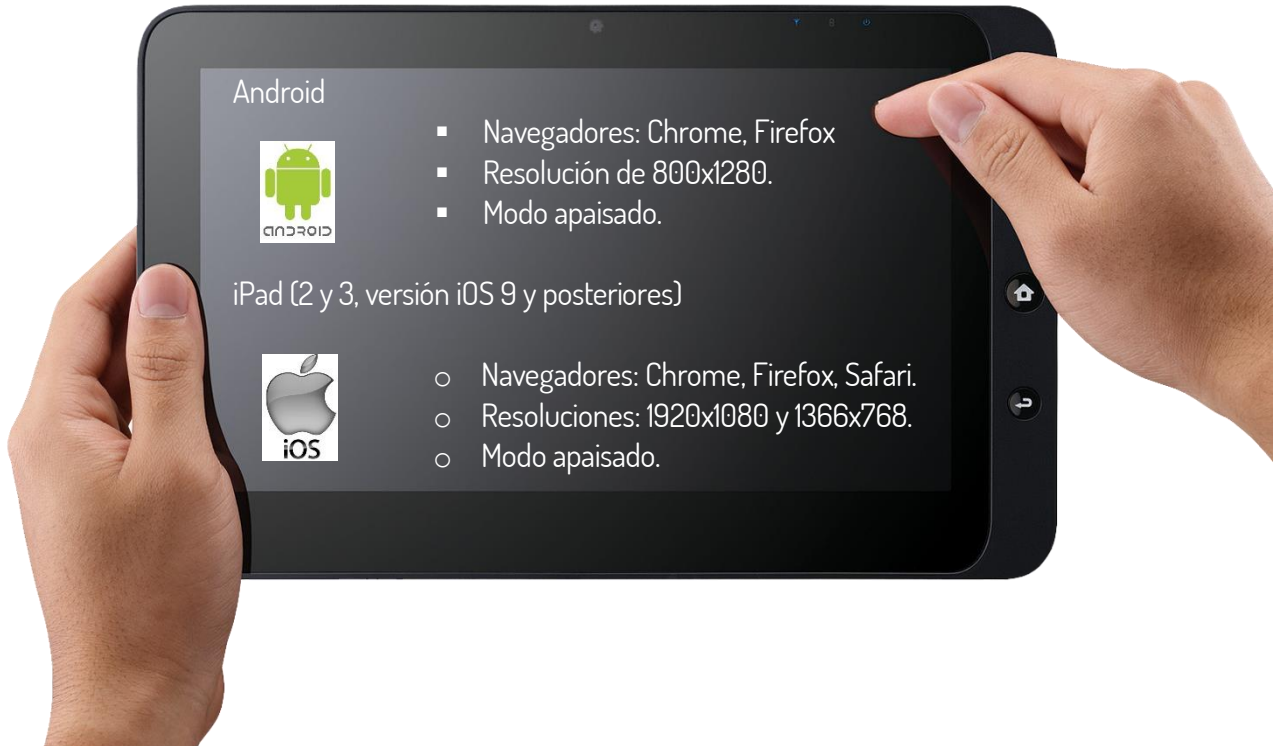 Android
Navegadores: Chrome, Firefox
Resolución de 800x1280.
Modo apaisado.
android
iPad (2 y 3, versión iOS 9 y posteriores)
Navegadores: Chrome, Firefox, Safari.
Resoluciones: 1920x1080 y 1366x768.
Modo apaisado.
iOS